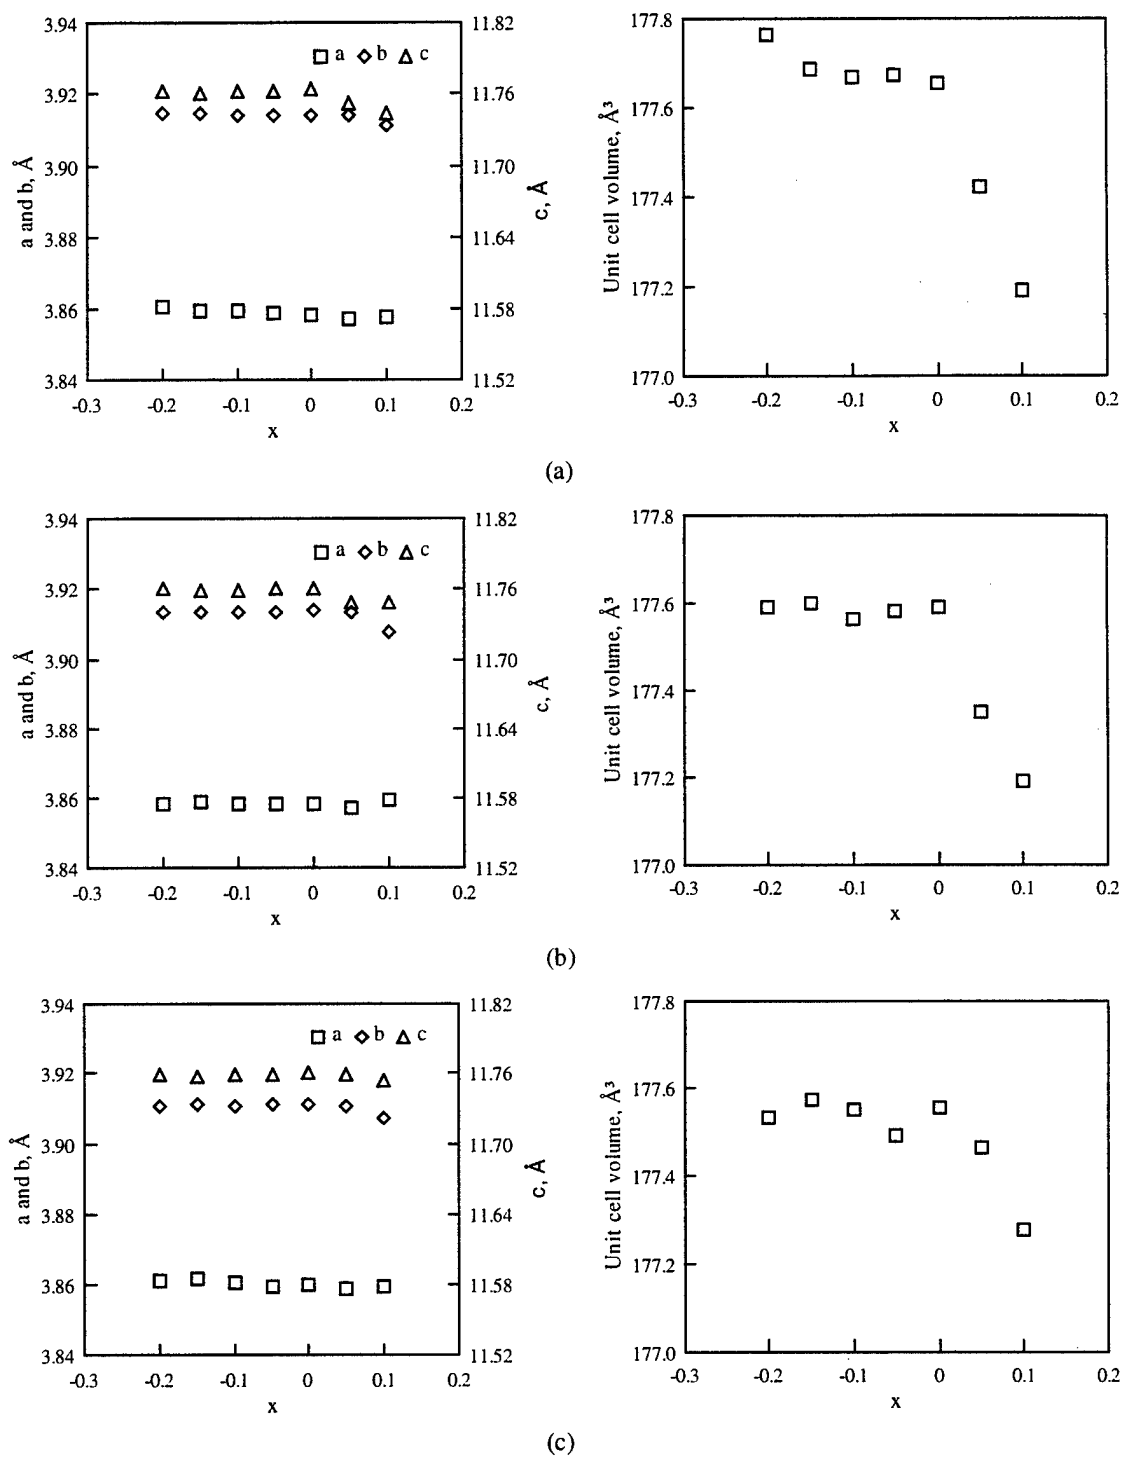 3.94
3.92
3.90
3.88
3.86
3.84
a and b, Å
11.82
11.76
11.70
11.64
11.58
11.52
c, Å
a b c
-0.3 -0.2 -0.1 0 0.1 0.2
x
177.8
177.6
177.4
177.2
177.0
Unit cell volume, Å³
-0.3 -0.2 -0.1 0 0.1 0.2
x
(a)
3.94
3.92
3.90
3.88
3.86
3.84
a and b, Å
11.82
11.76
11.70
11.64
11.58
11.52
c, Å
a b c
-0.3 -0.2 -0.1 0 0.1 0.2
x
177.8
177.6
177.4
177.2
177.0
Unit cell volume, Å³
-0.3 -0.2 -0.1 0 0.1 0.2
x
(b)
3.94
3.92
3.90
3.88
3.86
3.84
a and b, Å
11.82
11.76
11.70
11.64
11.58
11.52
c, Å
a b c
-0.3 -0.2 -0.1 0 0.1 0.2
x
177.8
177.6
177.4
177.2
177.0
Unit cell volume, Å³
-0.3 -0.2 -0.1 0 0.1 0.2
x
(c)